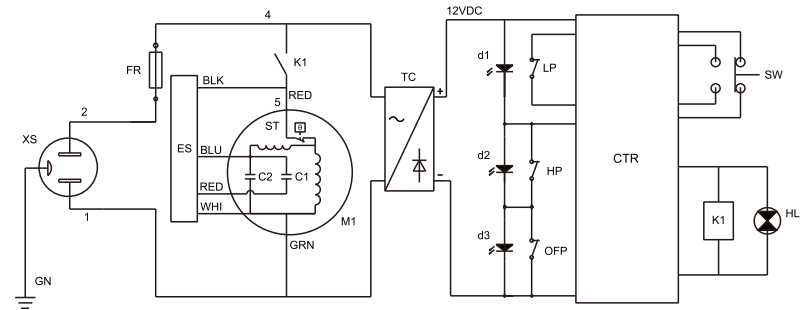 4
12VDC
FR
K1
d1
LP
SW
BLK
RED
TC
+
2
5
ST
θ
XS
ES
BLU
d2
HP
CTR
RED
C2
C1
-
WHI
M1
K1
HL
1
GRN
d3
OFP
GN